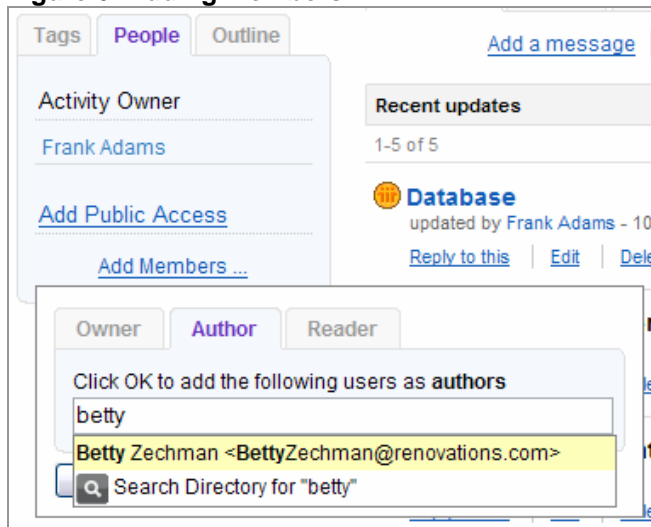 Tags People Outline
Add a message
Activity Owner
Frank Adams
Add Public Access
Add Members ...
Recent updates
1-5 of 5
Database
updated by Frank Adams - 10
Reply to this | Edit | Dele
Owner Author Reader
Click OK to add the following users as authors
betty
Betty Zechman <BettyZechman@renovations.com>
Search Directory for "betty"